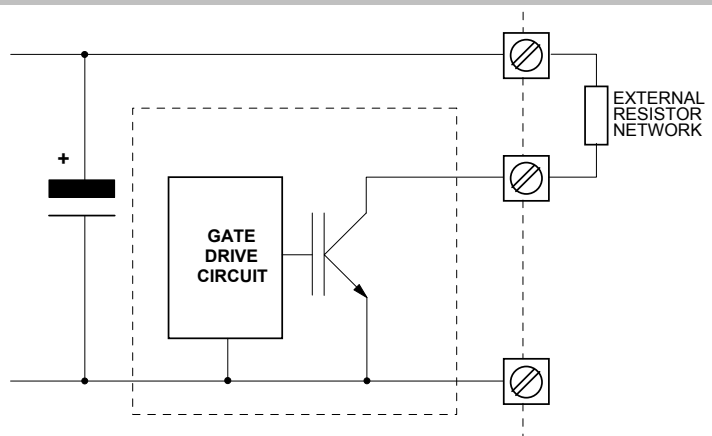 EXTERNAL
RESISTOR
NETWORK
+
GATE
DRIVE
CIRCUIT